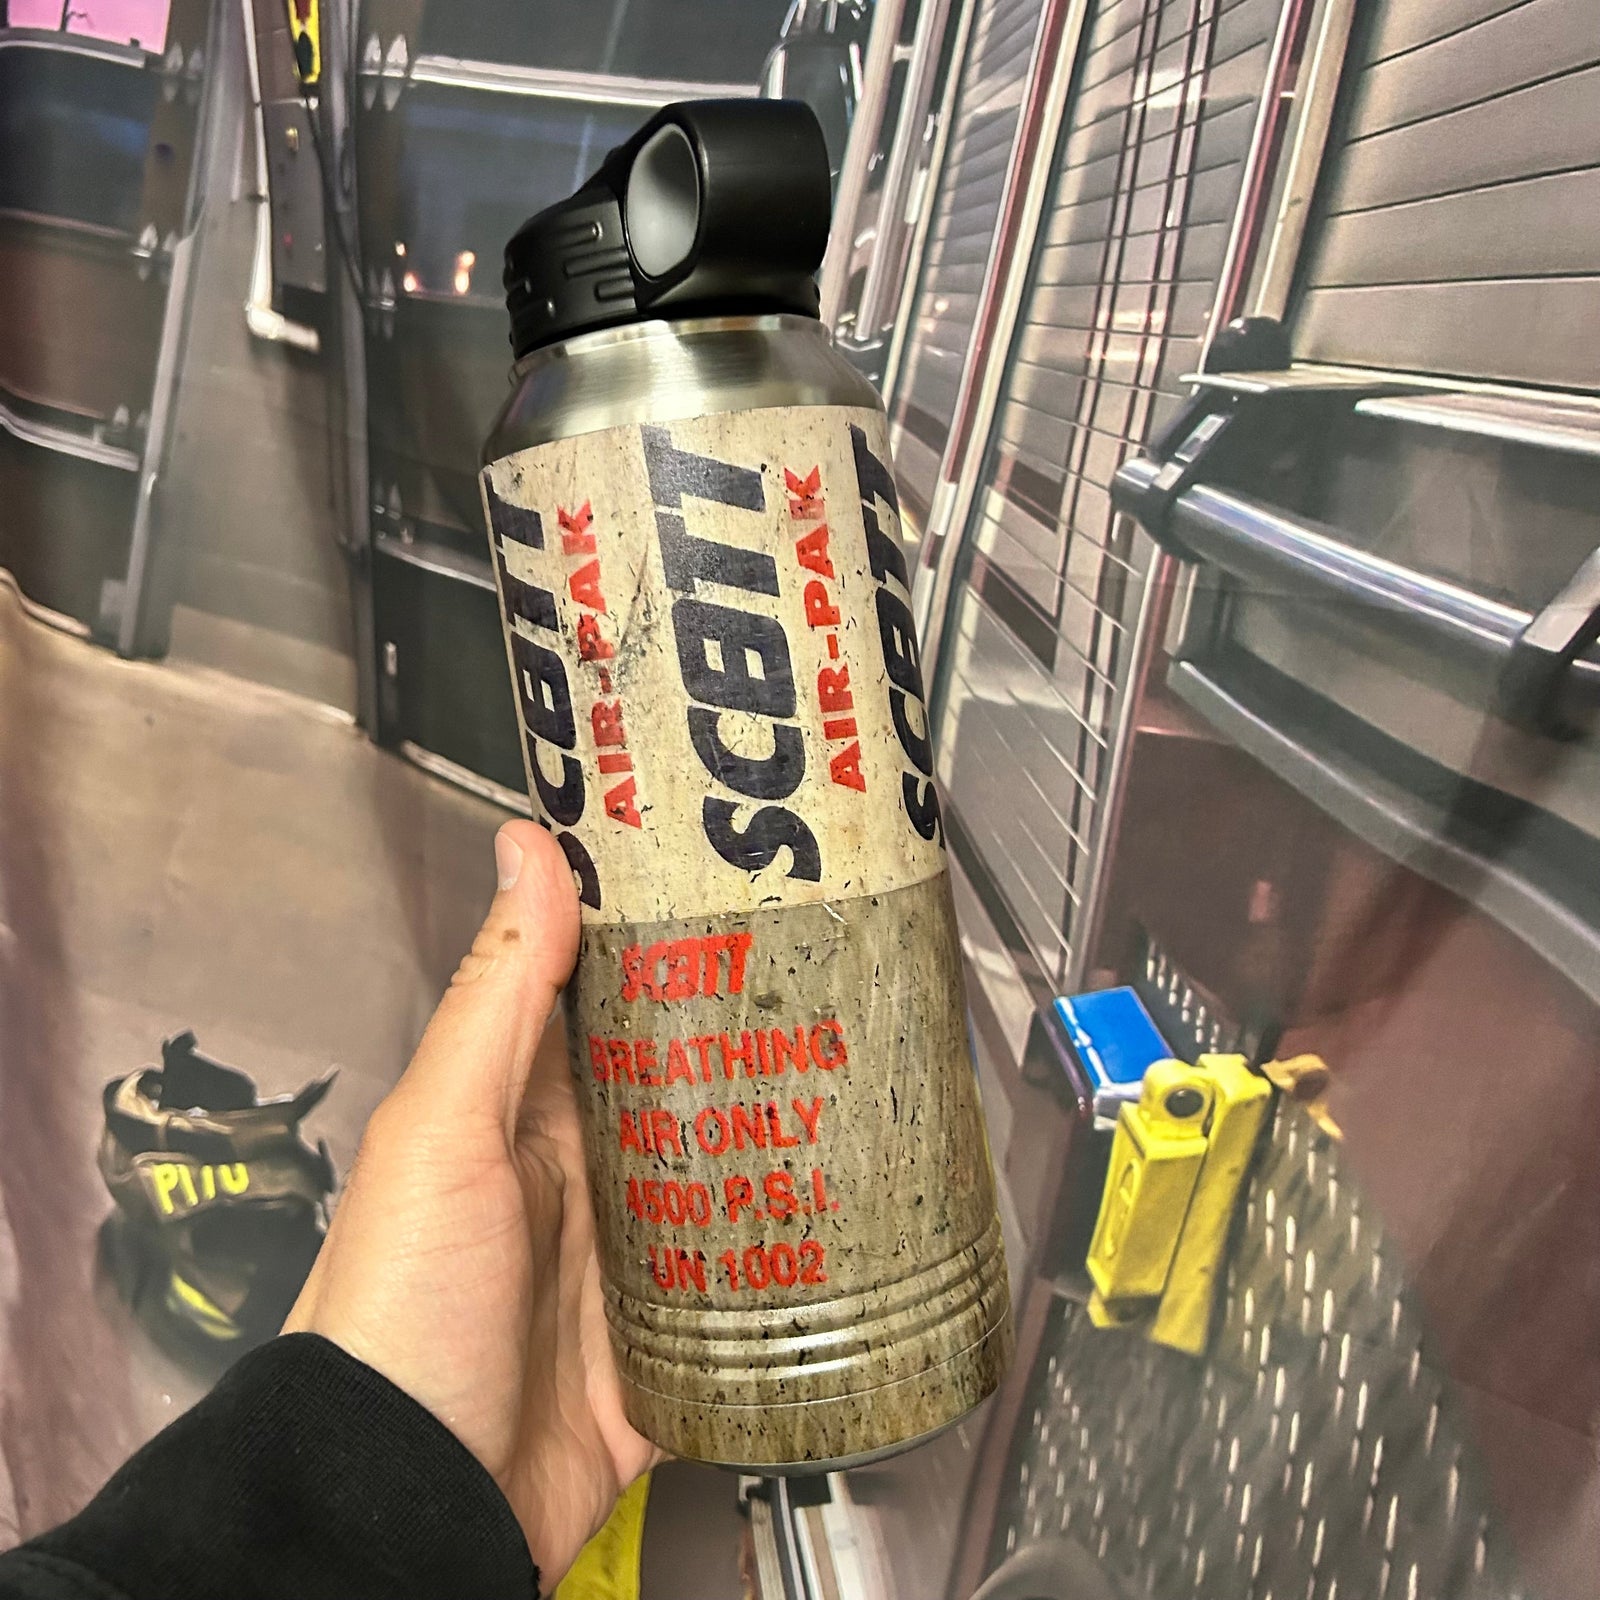 SCOTT
AIR-PAK
SCOTT
AIR-PAK
SCOTT
SCOTT
BREATHING
AIR ONLY
4500 P.S.I.
UN 1002